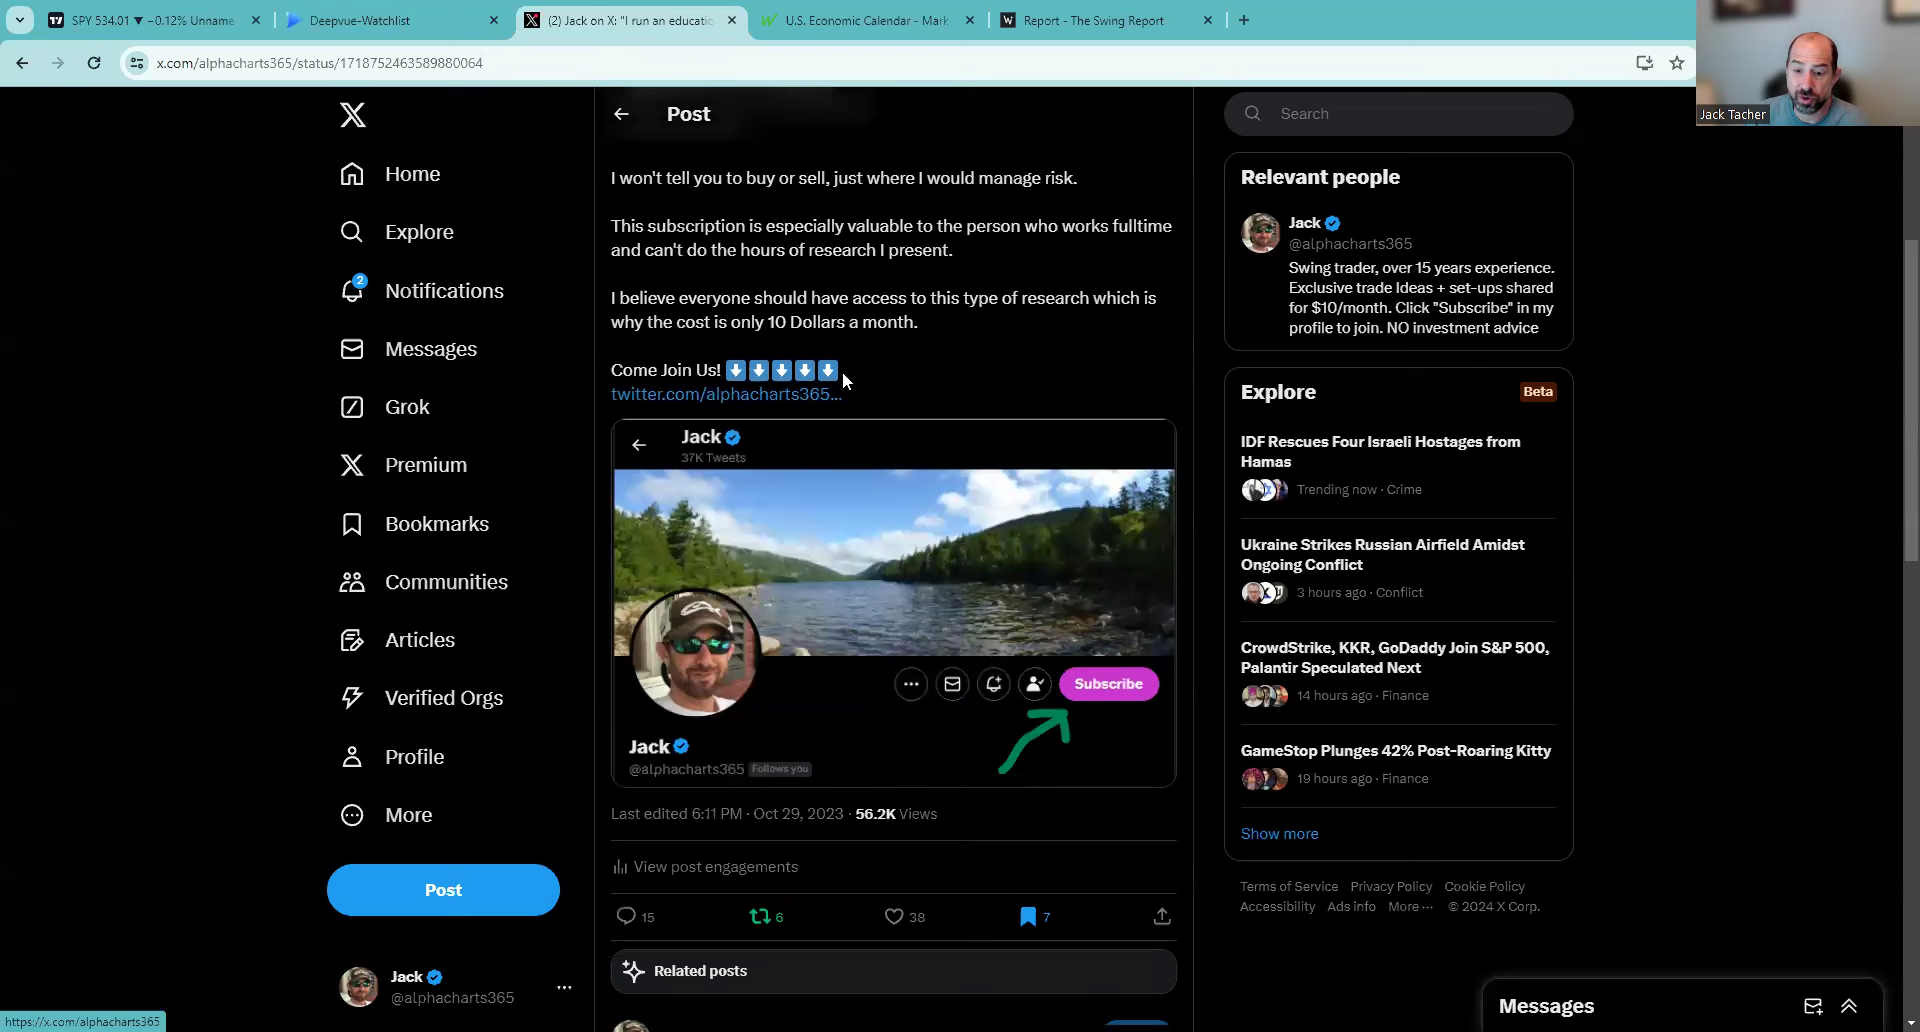 SPY 534.01 ▼ −0.12% Unname
Deepvue-Watchlist
(2) Jack on X: "I run an educatio
U.S. Economic Calendar - Mark
Report - The Swing Report
x.com/alphacharts365/status/1718752463589880064
Jack Tacher
Home
Explore
2
Notifications
Messages
Grok
Premium
Bookmarks
Communities
Articles
Verified Orgs
Profile
More
Post
Jack
@alphacharts365
https://x.com/alphacharts365
Post
I won't tell you to buy or sell, just where I would manage risk.
This subscription is especially valuable to the person who works fulltime
and can't do the hours of research I present.
I believe everyone should have access to this type of research which is
why the cost is only 10 Dollars a month.
Come Join Us! ⬇️⬇️⬇️⬇️⬇️
twitter.com/alphacharts365...
Jack
37K Tweets
Subscribe
Jack
@alphacharts365 Follows you
Last edited 6:11 PM · Oct 29, 2023 · 56.2K Views
View post engagements
15 6 38 7
Related posts
Search
Relevant people
Jack
@alphacharts365
Swing trader, over 15 years experience.
Exclusive trade Ideas + set-ups shared
for $10/month. Click "Subscribe" in my
profile to join. NO investment advice
Explore Beta
IDF Rescues Four Israeli Hostages from
Hamas
Trending now · Crime
Ukraine Strikes Russian Airfield Amidst
Ongoing Conflict
3 hours ago · Conflict
CrowdStrike, KKR, GoDaddy Join S&P 500,
Palantir Speculated Next
14 hours ago · Finance
GameStop Plunges 42% Post-Roaring Kitty
19 hours ago · Finance
Show more
Terms of Service Privacy Policy Cookie Policy
Accessibility Ads info More ··· © 2024 X Corp.
Messages